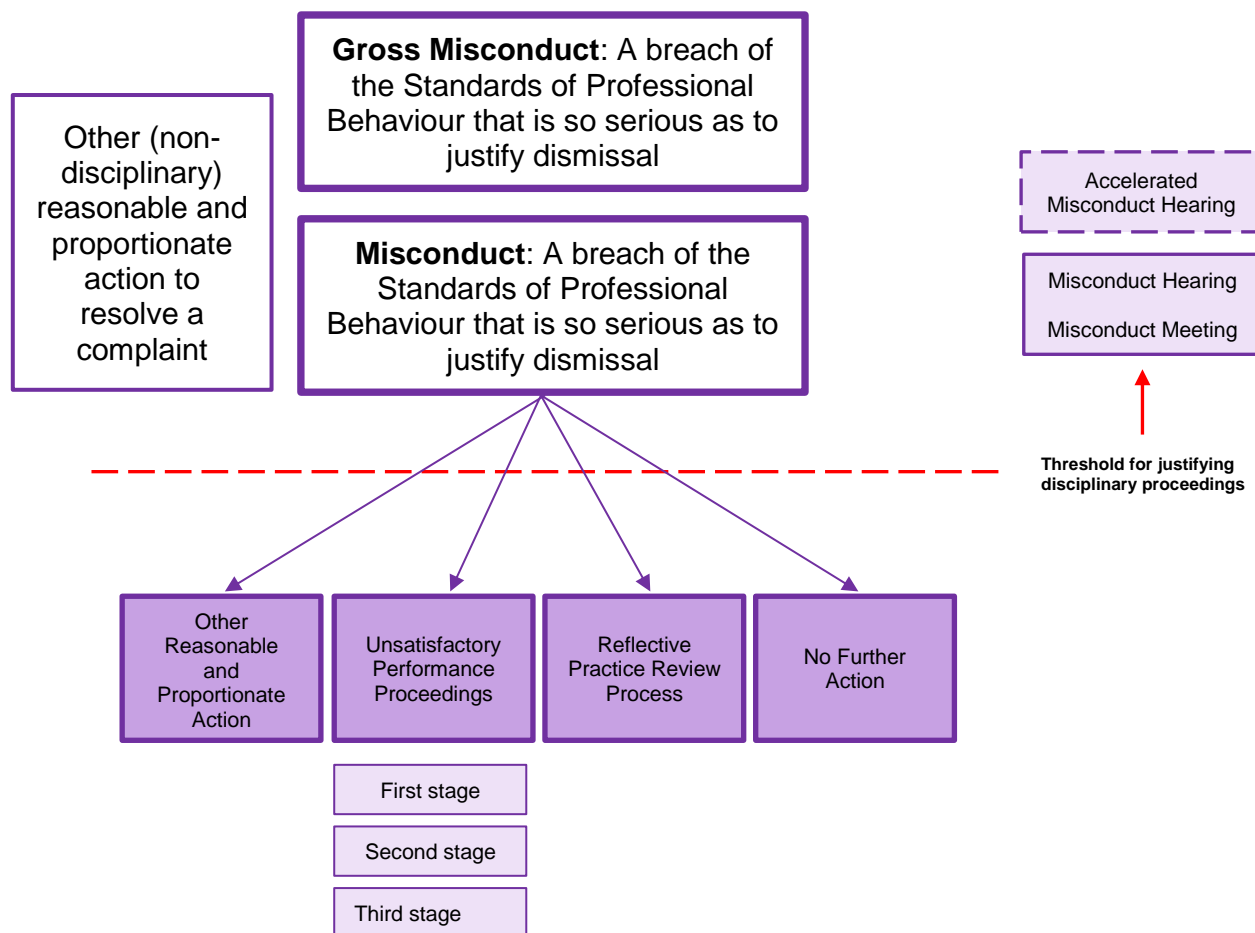 Gross Misconduct: A breach of
the Standards of Professional
Behaviour that is so serious as to
justify dismissal
Other (non-
disciplinary)
reasonable and
proportionate
action to
resolve a
complaint
Misconduct: A breach of the
Standards of Professional
Behaviour that is so serious as to
justify dismissal
Accelerated
Misconduct Hearing
Misconduct Hearing
Misconduct Meeting
Threshold for justifying
disciplinary proceedings
Other
Reasonable
and
Proportionate
Action
Unsatisfactory
Performance
Proceedings
Reflective
Practice Review
Process
No Further
Action
First stage
Second stage
Third stage